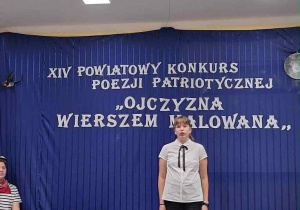 XIV POWIATOWY KONKURS
POEZJI PATRIOTYCZNEJ
„OJCZYZNA
WIERSZEM MALOWANA„